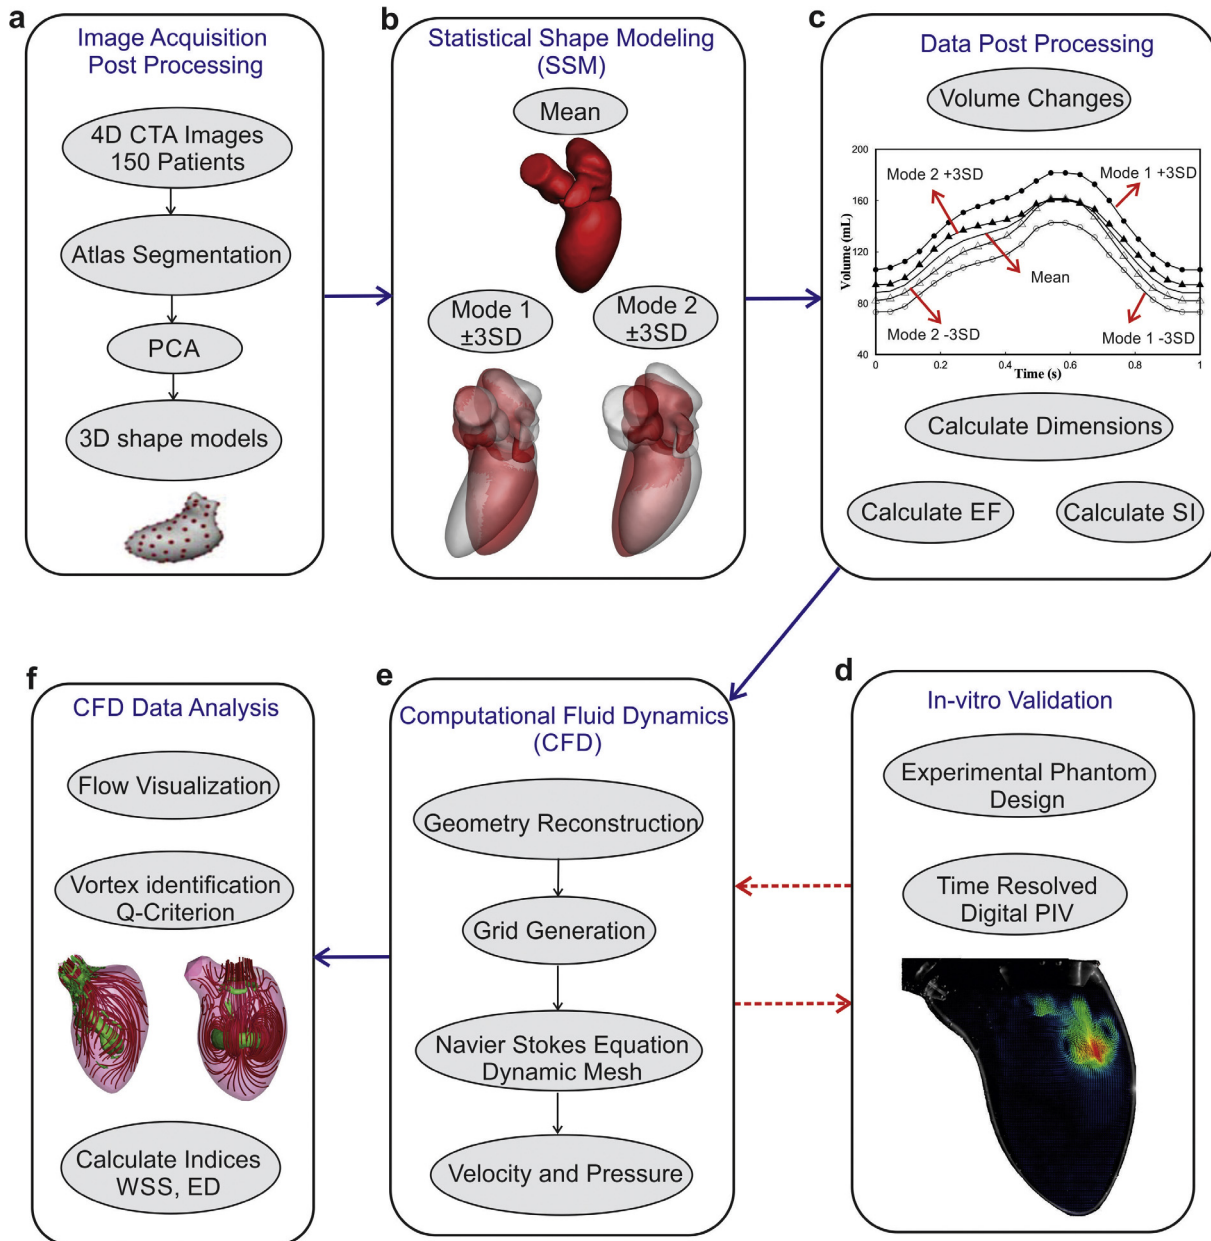 a
Image Acquisition
Post Processing
4D CTA Images
150 Patients
Atlas Segmentation
PCA
3D shape models
b
Statistical Shape Modeling
(SSM)
Mean
Mode 1
±3SD
Mode 2
±3SD
c
Data Post Processing
Volume Changes
200
160
120
80
40
Volume (mL)
Mode 2 +3SD
Mode 1 +3SD
Mean
Mode 2 -3SD
Mode 1 -3SD
0
0.2
0.4
0.6
0.8
1
Time (s)
Calculate Dimensions
Calculate EF
Calculate SI
f
CFD Data Analysis
Flow Visualization
Vortex identification
Q-Criterion
Calculate Indices
WSS, ED
e
Computational Fluid Dynamics
(CFD)
Geometry Reconstruction
Grid Generation
Navier Stokes Equation
Dynamic Mesh
Velocity and Pressure
d
In-vitro Validation
Experimental Phantom
Design
Time Resolved
Digital PIV